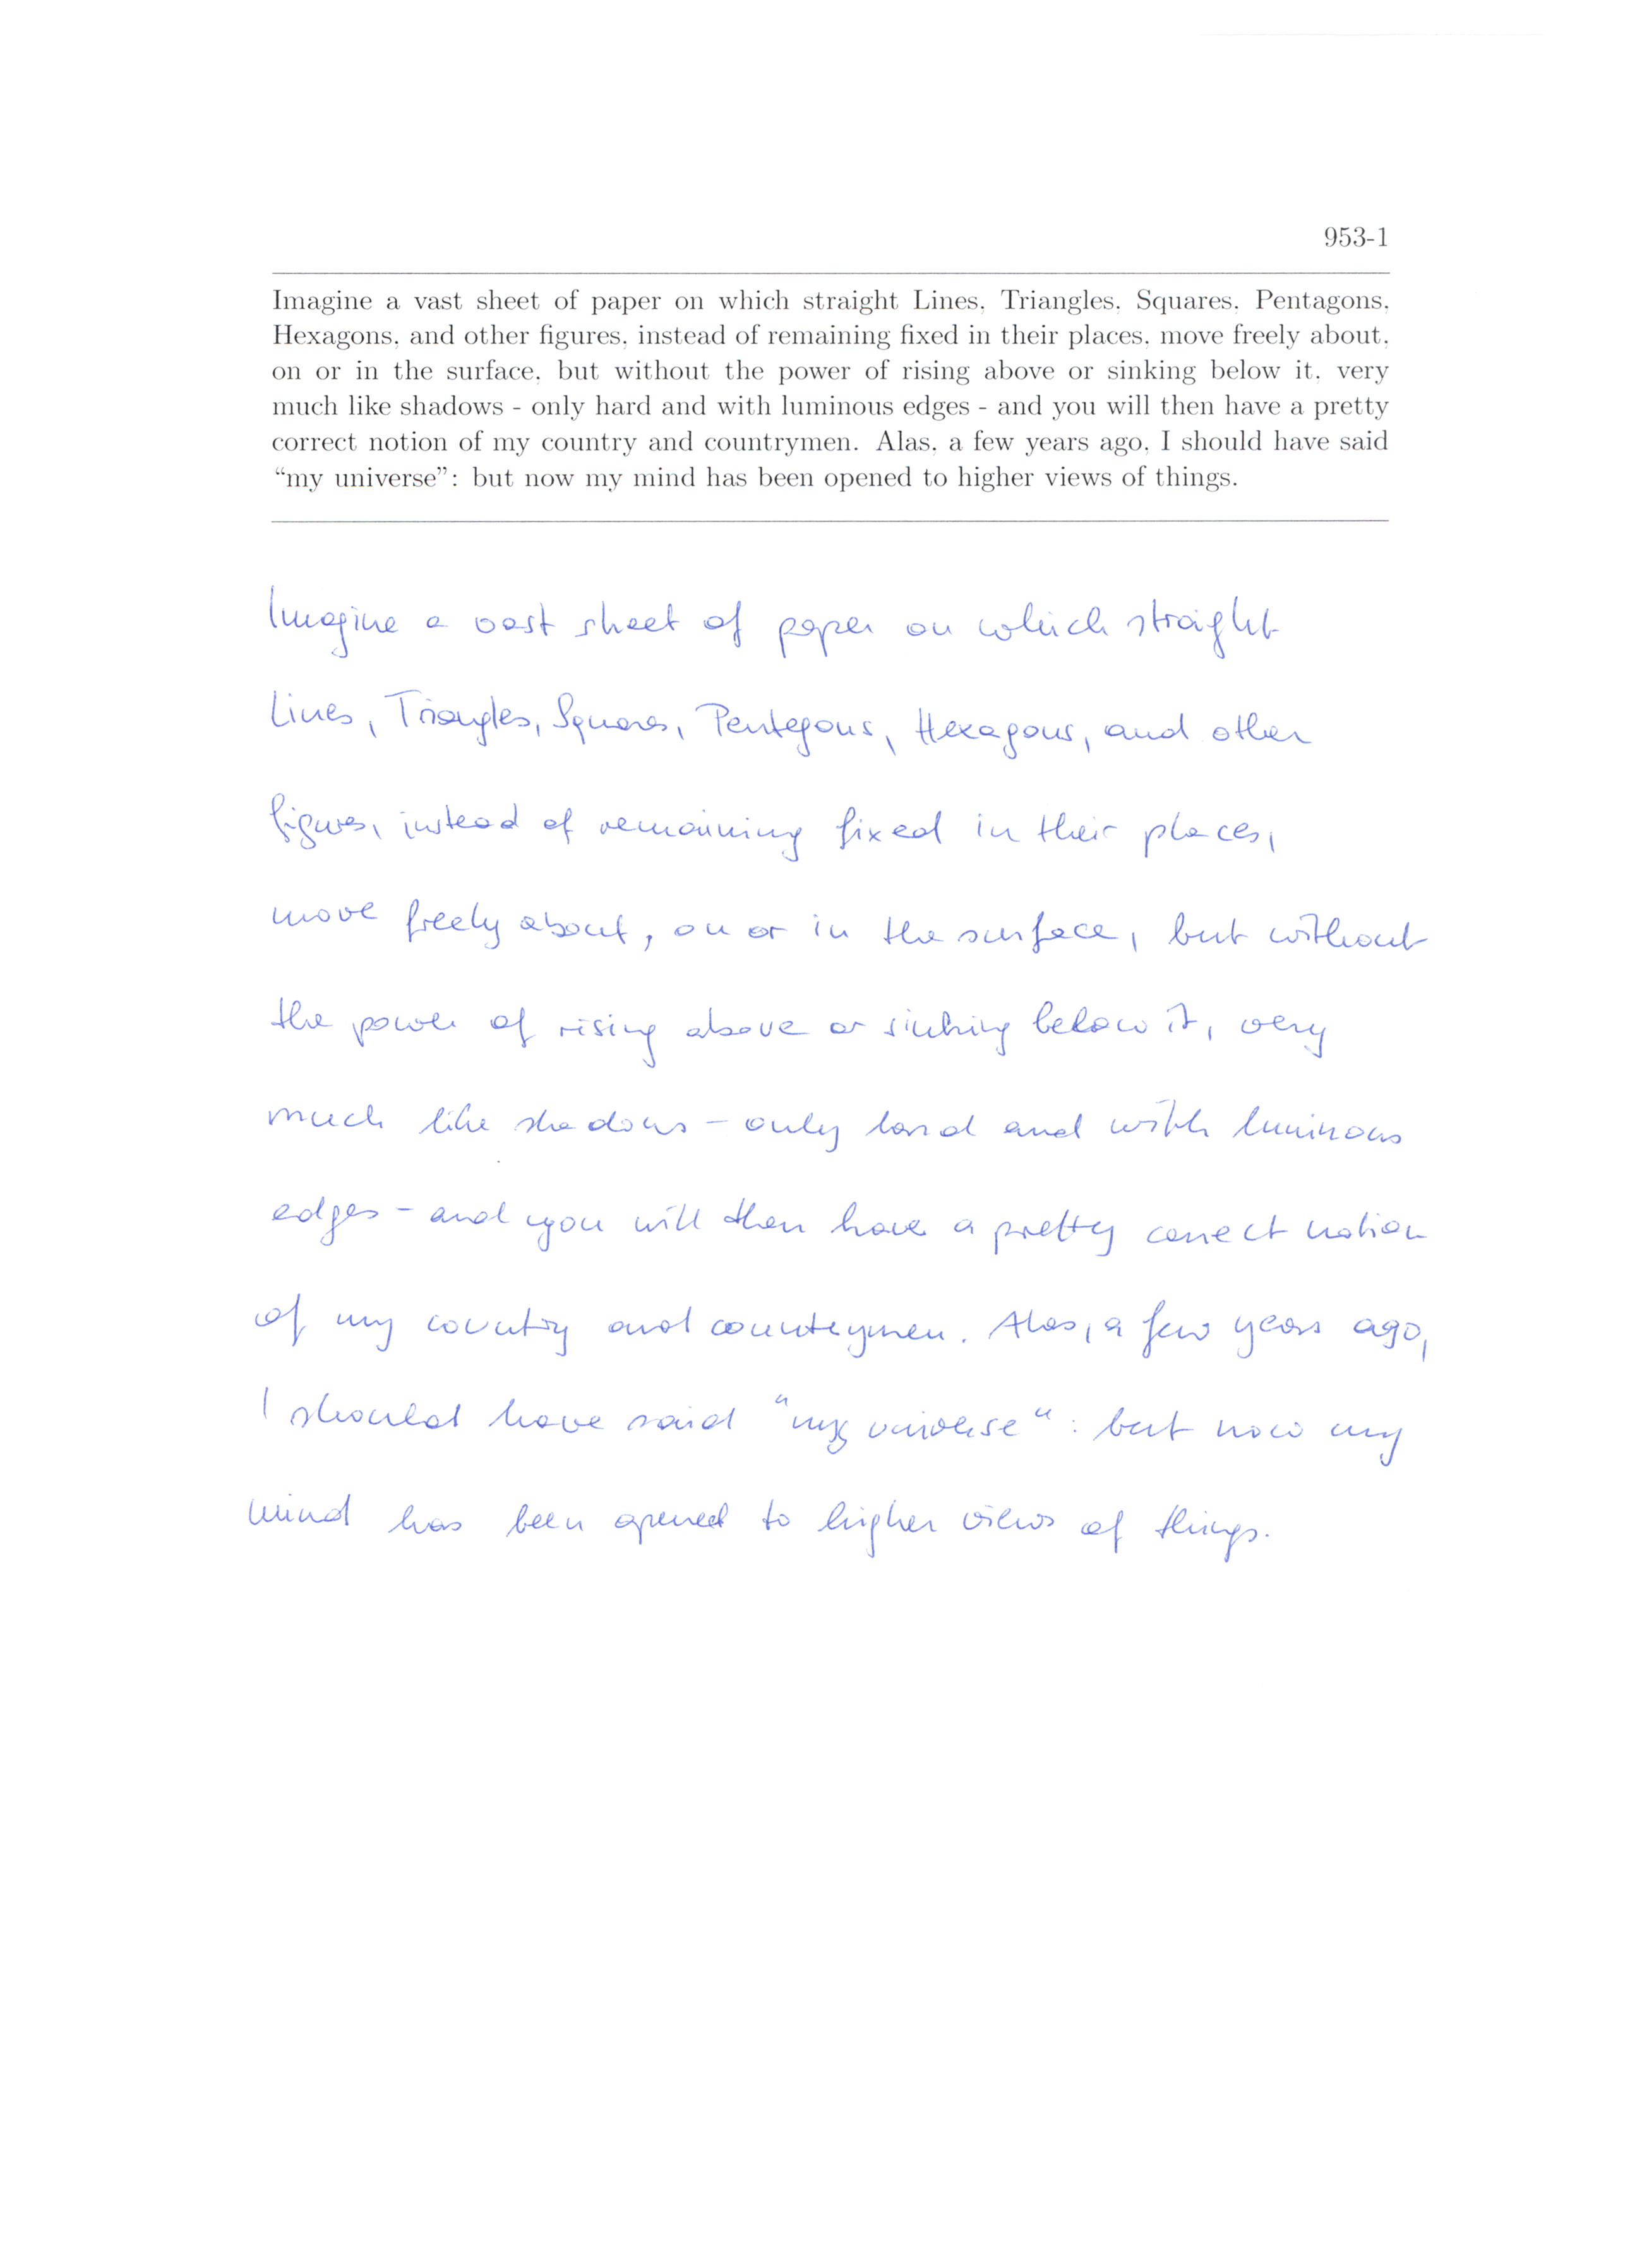 953-1
Imagine a vast sheet of paper on which straight Lines, Triangles, Squares, Pentagons,
Hexagons, and other figures, instead of remaining fixed in their places, move freely about,
on or in the surface, but without the power of rising above or sinking below it, very
much like shadows - only hard and with luminous edges - and you will then have a pretty
correct notion of my country and countrymen. Alas, a few years ago, I should have said
“my universe”: but now my mind has been opened to higher views of things.
Imagine a vast sheet of paper on which straight
Lines, Triangles, Squares, Pentagons, Hexagons, and other
figures, instead of remaining fixed in their places,
move freely about, on or in the surface, but without
the power of rising above or sinking below it, very
much like shadows - only hard and with luminous
edges - and you will then have a pretty correct notion
of my country and countrymen. Alas, a few years ago,
I should have said "my universe": but now my
mind has been opened to higher views of things.